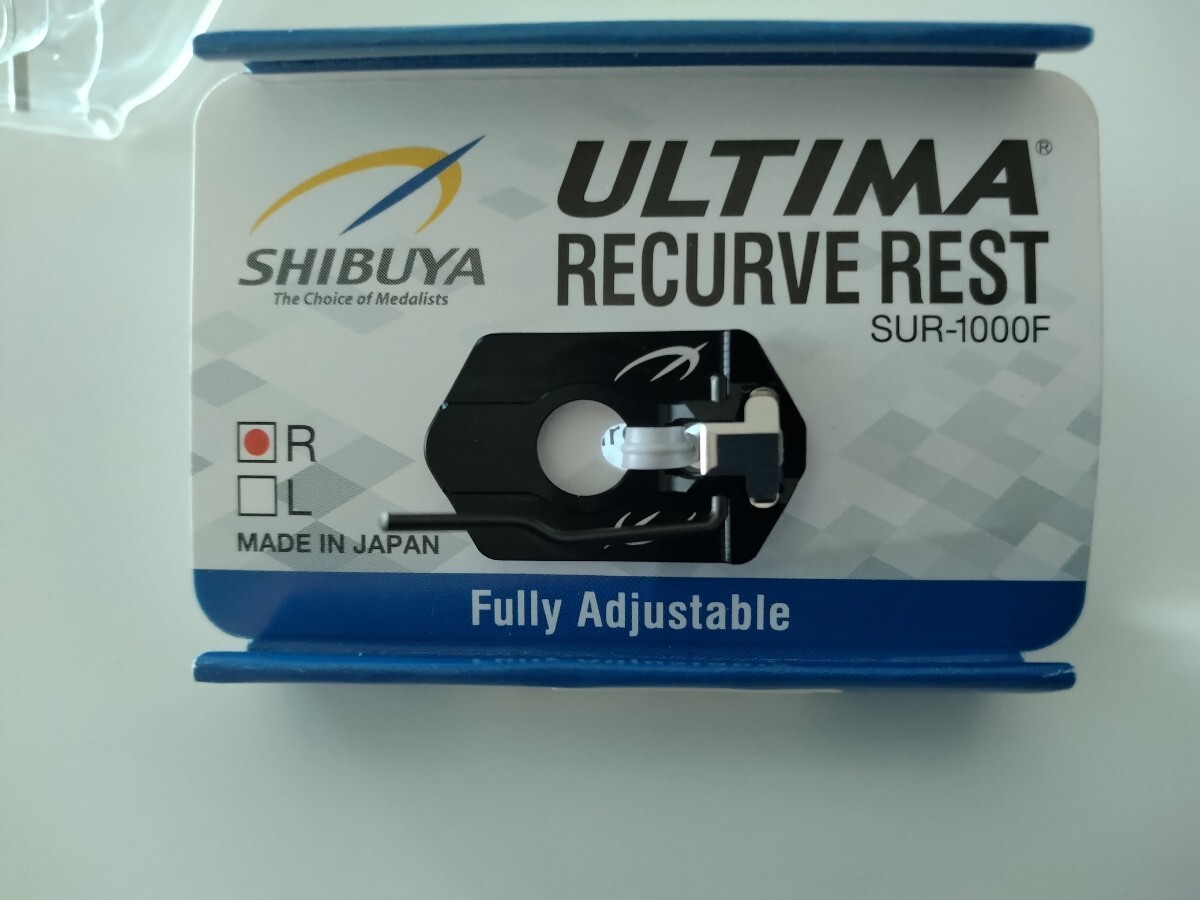 SHIBUYA
The Choice of Medalists
ULTIMA®
RECURVE REST
SUR-1000F
R
L
MADE IN JAPAN
Fully Adjustable